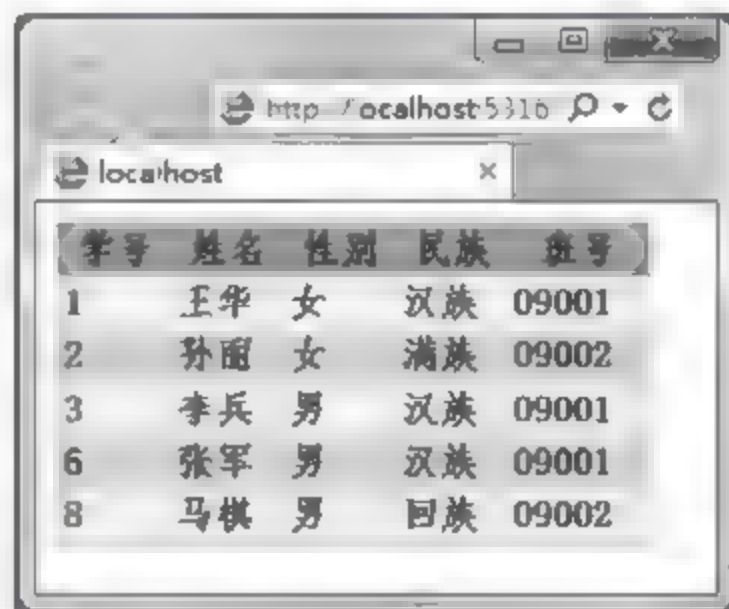 http://localhost:5316
localhost
学号 姓名 性别 民族 班号
1 王华 女 汉族 09001
2 孙丽 女 满族 09002
3 李兵 男 汉族 09001
6 张军 男 汉族 09001
8 马棋 男 回族 09002